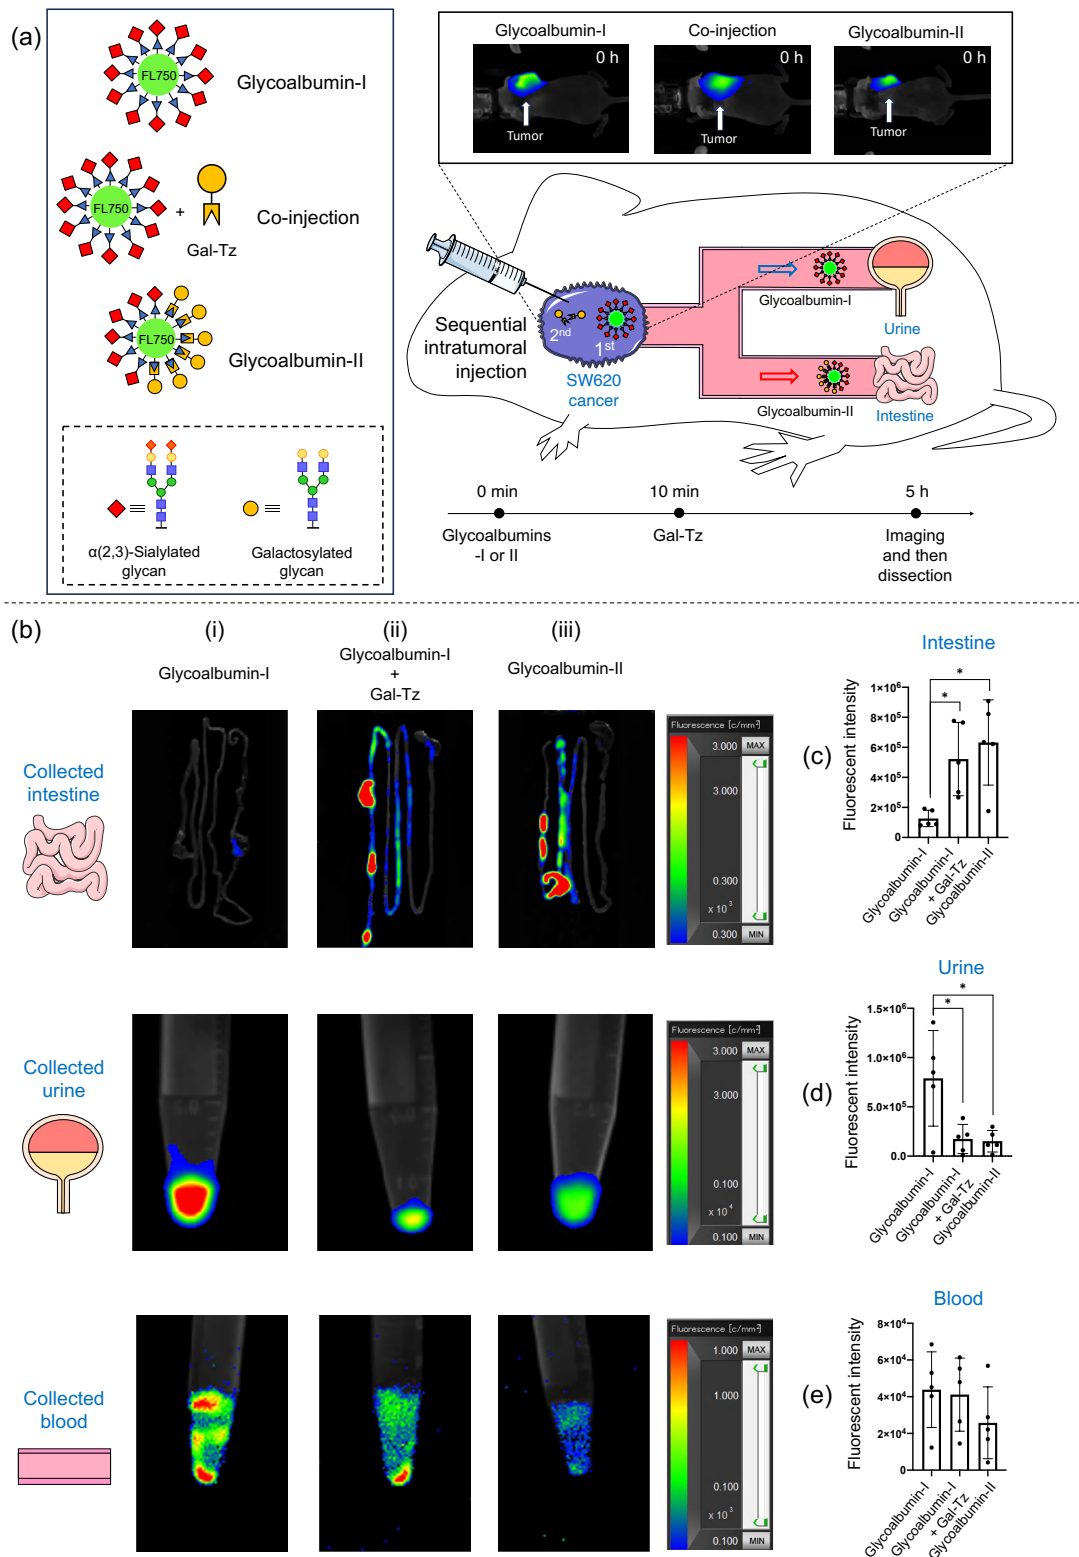 (a)
FL750
Glycoalbumin-I
FL750
+
Gal-Tz
Co-injection
FL750
Glycoalbumin-II
α(2,3)-Sialylated
glycan
Galactosylated
glycan
Glycoalbumin-I
Co-injection
Glycoalbumin-II
0 h
0 h
0 h
Tumor
Tumor
Tumor
Sequential
intratumoral
injection
2nd
1st
SW620
cancer
Glycoalbumin-I
Urine
Glycoalbumin-II
Intestine
0 min
10 min
5 h
Glycoalbumins
-I or II
Gal-Tz
Imaging
and then
dissection
(b)
(i)
(ii)
(iii)
Glycoalbumin-I
Glycoalbumin-I
+
Gal-Tz
Glycoalbumin-II
Collected
intestine
Fluorescence [c/mm²]
3.000
MAX
3.000
0.300
x 10³
0.300
MIN
(c)
Intestine
Fluorescent intensity
1×10⁶
8×10⁵
6×10⁵
4×10⁵
2×10⁵
0
*
*
Glycoalbumin-I
Glycoalbumin-I
+ Gal-Tz
Glycoalbumin-II
Collected
urine
Fluorescence [c/mm²]
3.000
MAX
3.000
0.100
x 10⁴
0.100
MIN
(d)
Urine
Fluorescent intensity
1.5×10⁶
1.0×10⁶
5.0×10⁵
0
*
*
Glycoalbumin-I
Glycoalbumin-I
+ Gal-Tz
Glycoalbumin-II
Collected
blood
Fluorescence [c/mm²]
1.000
MAX
1.000
0.100
x 10³
0.100
MIN
(e)
Blood
Fluorescent intensity
8×10⁴
6×10⁴
4×10⁴
2×10⁴
0
Glycoalbumin-I
Glycoalbumin-I
+ Gal-Tz
Glycoalbumin-II